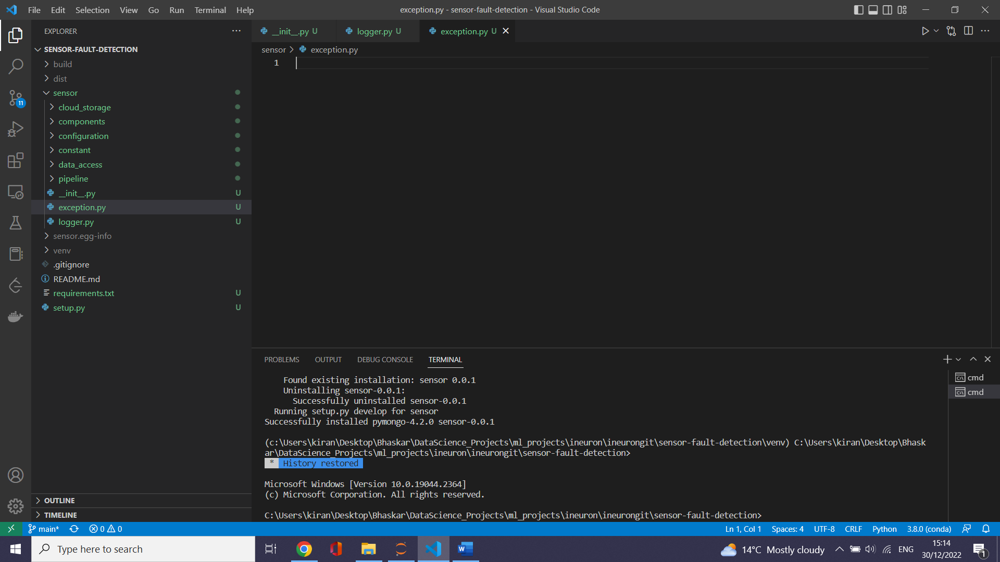 File Edit Selection View Go Run Terminal Help
exception.py - sensor-fault-detection - Visual Studio Code
EXPLORER
SENSOR-FAULT-DETECTION
build
dist
sensor
cloud_storage
components
configuration
constant
data_access
pipeline
__init__.py U
exception.py U
logger.py U
sensor.egg-info
venv
.gitignore
README.md
requirements.txt U
setup.py U
OUTLINE
TIMELINE
11
__init__.py U
logger.py U
exception.py U
sensor > exception.py
1
PROBLEMS OUTPUT DEBUG CONSOLE TERMINAL
Found existing installation: sensor 0.0.1
Uninstalling sensor-0.0.1:
Successfully uninstalled sensor-0.0.1
Running setup.py develop for sensor
Successfully installed pymongo-4.2.0 sensor-0.0.1
(c:\Users\kiran\Desktop\Bhaskar\DataScience_Projects\ml_projects\ineuron\ineurongit\sensor-fault-detection\venv) C:\Users\kiran\Desktop\Bhask
ar\DataScience_Projects\ml_projects\ineuron\ineurongit\sensor-fault-detection>
* History restored
Microsoft Windows [Version 10.0.19044.2364]
(c) Microsoft Corporation. All rights reserved.
C:\Users\kiran\Desktop\Bhaskar\DataScience_Projects\ml_projects\ineuron\ineurongit\sensor-fault-detection>
cmd
cmd
main* 0 0
Ln 1, Col 1 Spaces: 4 UTF-8 CRLF Python 3.8.0 (conda)
Type here to search
14°C Mostly cloudy
ENG
15:14
30/12/2022
1